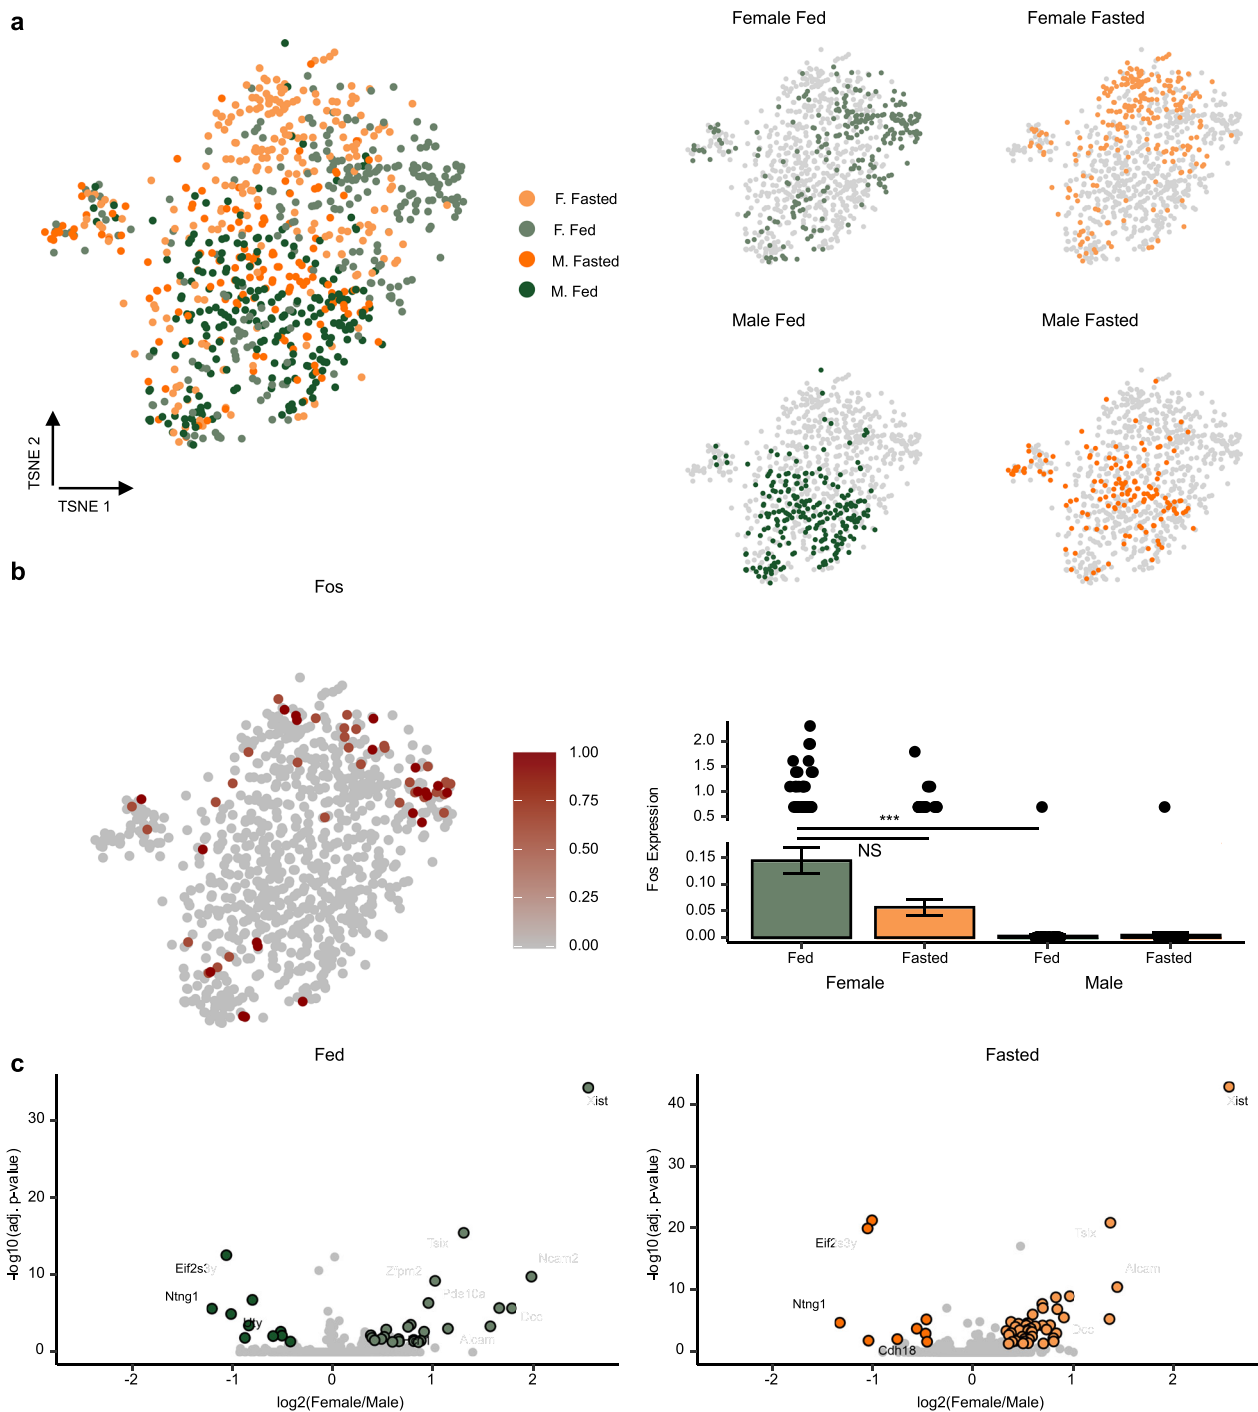 a
Female Fed
Female Fasted
F. Fasted
F. Fed
M. Fasted
M. Fed
Male Fed
Male Fasted
TSNE 2
TSNE 1
b
Fos
1.00
0.75
0.50
0.25
0.00
Fos Expression
2.0
1.5
1.0
0.5
0.15
0.10
0.05
0.00
***
NS
Fed
Fasted
Fed
Fasted
Female
Male
c
Fed
-log10(adj. p-value)
30
20
10
0
Xist
Tsix
Ncam2
Zfpm2
Eif2s3y
Pde10a
Ntng1
Dcc
Uty
Alcam
-2
-1
0
1
2
log2(Female/Male)
Fasted
-log10(adj. p-value)
40
30
20
10
0
Xist
Tsix
Eif2s3y
Alcam
Ntng1
Dcc
Cdh18
-2
-1
0
1
2
log2(Female/Male)